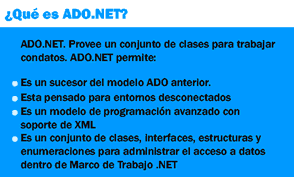 ¿Qué es ADO.NET?
ADO.NET. Provee un conjunto de clases para trabajar
condatos. ADO.NET permite:
Es un sucesor del modelo ADO anterior.
Esta pensado para entornos desconectados
Es un modelo de programación avanzado con
soporte de XML
Es un conjunto de clases, interfaces, estructuras y
enumeraciones para administrar el acceso a datos
dentro de Marco de Trabajo .NET